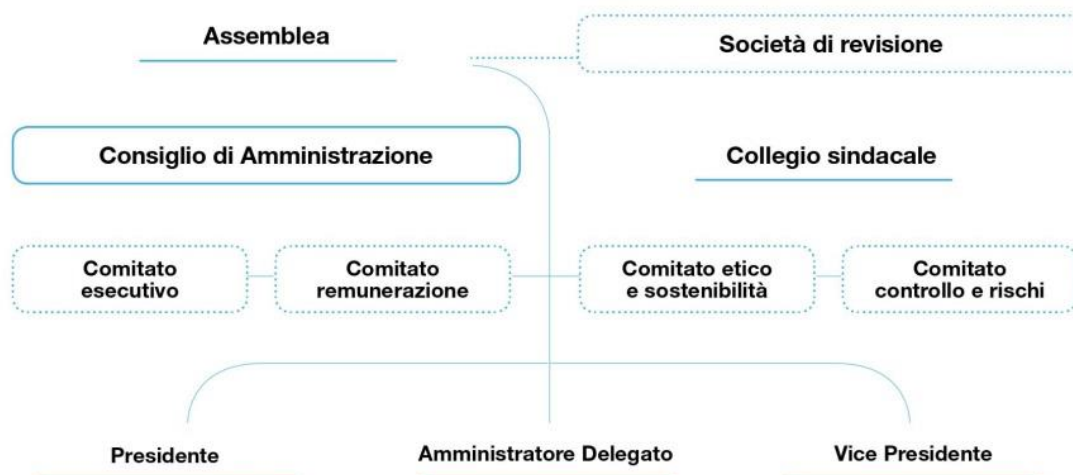 Assemblea
Società di revisione
Consiglio di Amministrazione
Collegio sindacale
Comitato
esecutivo
Comitato
remunerazione
Comitato etico
e sostenibilità
Comitato
controllo e rischi
Presidente
Amministratore Delegato
Vice Presidente